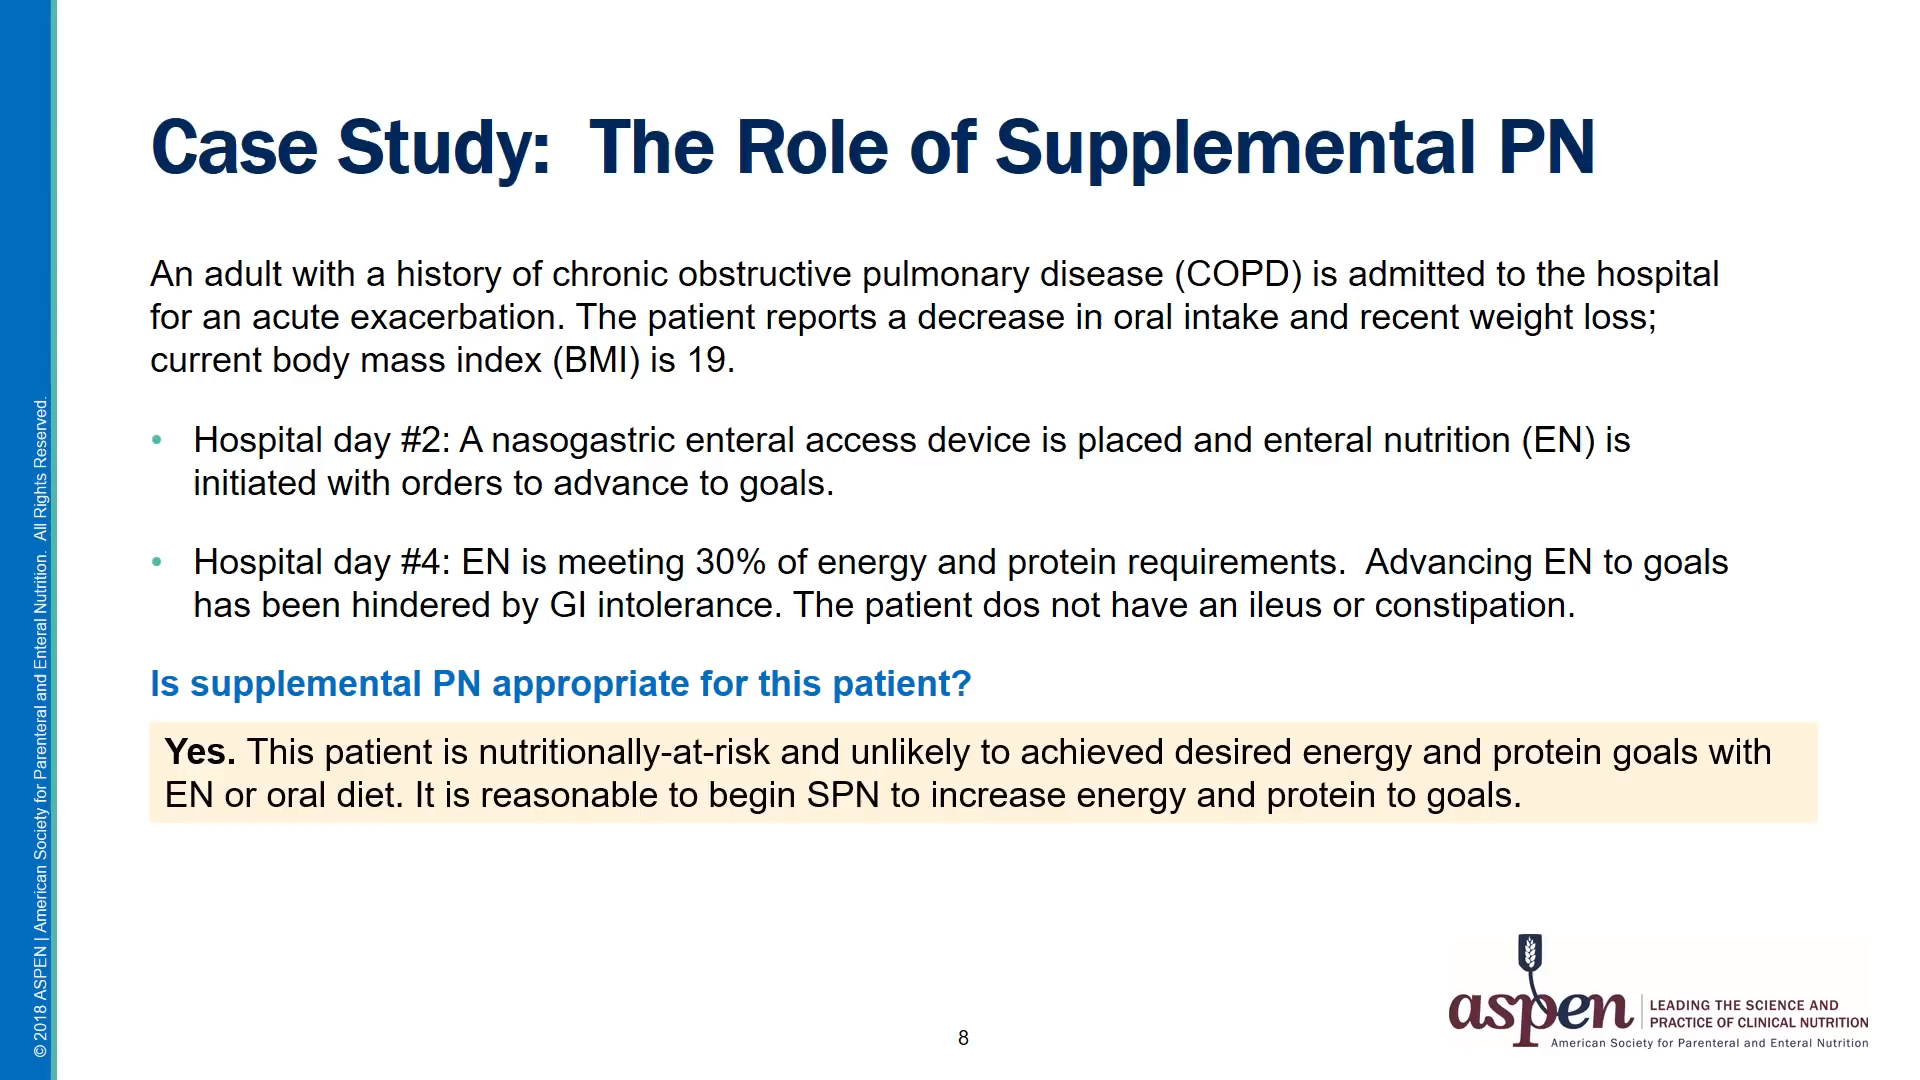 Case Study:  The Role of Supplemental PN
An adult with a history of chronic obstructive pulmonary disease (COPD) is admitted to the hospital
for an acute exacerbation. The patient reports a decrease in oral intake and recent weight loss;
current body mass index (BMI) is 19.
• Hospital day #2: A nasogastric enteral access device is placed and enteral nutrition (EN) is
initiated with orders to advance to goals.
• Hospital day #4: EN is meeting 30% of energy and protein requirements.  Advancing EN to goals
has been hindered by GI intolerance. The patient dos not have an ileus or constipation.
Is supplemental PN appropriate for this patient?
Yes. This patient is nutritionally-at-risk and unlikely to achieved desired energy and protein goals with
EN or oral diet. It is reasonable to begin SPN to increase energy and protein to goals.
© 2018 ASPEN | American Society for Parenteral and Enteral Nutrition.  All Rights Reserved.
8
aspen
LEADING THE SCIENCE AND
PRACTICE OF CLINICAL NUTRITION
American Society for Parenteral and Enteral Nutrition